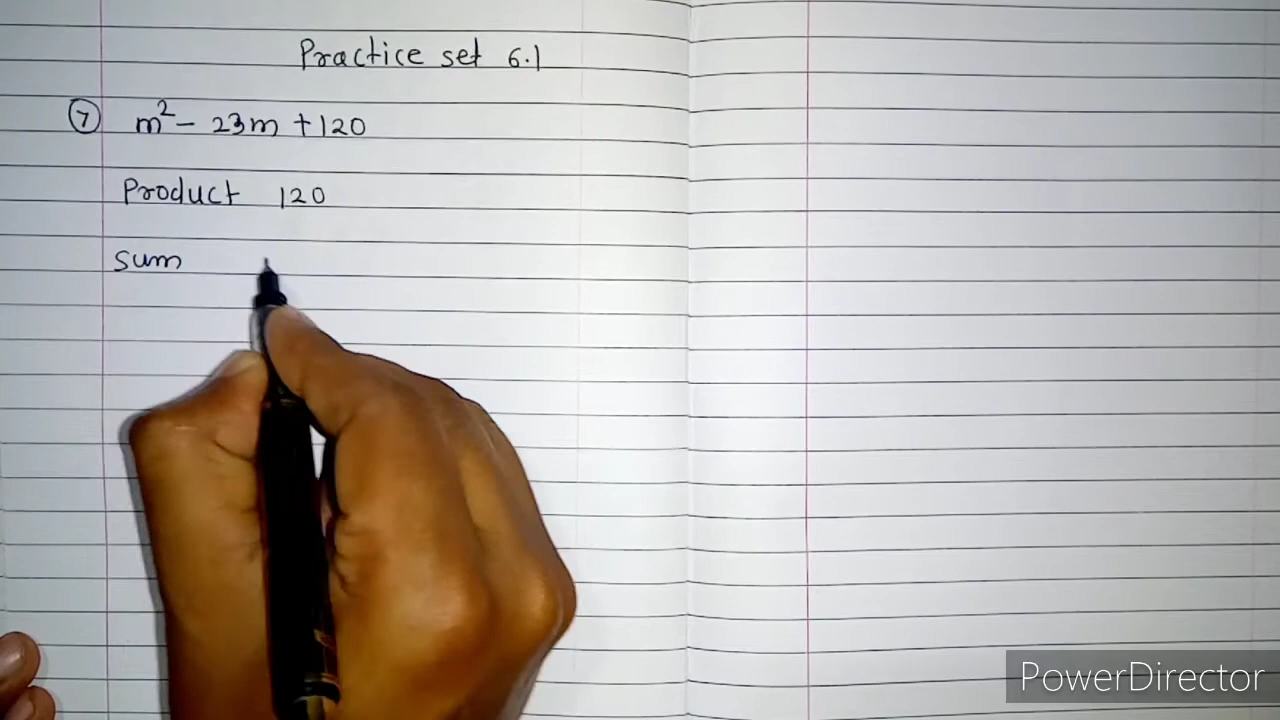 Practice set 6.1
⑦ m² - 23m + 120
Product 120
sum
PowerDirector